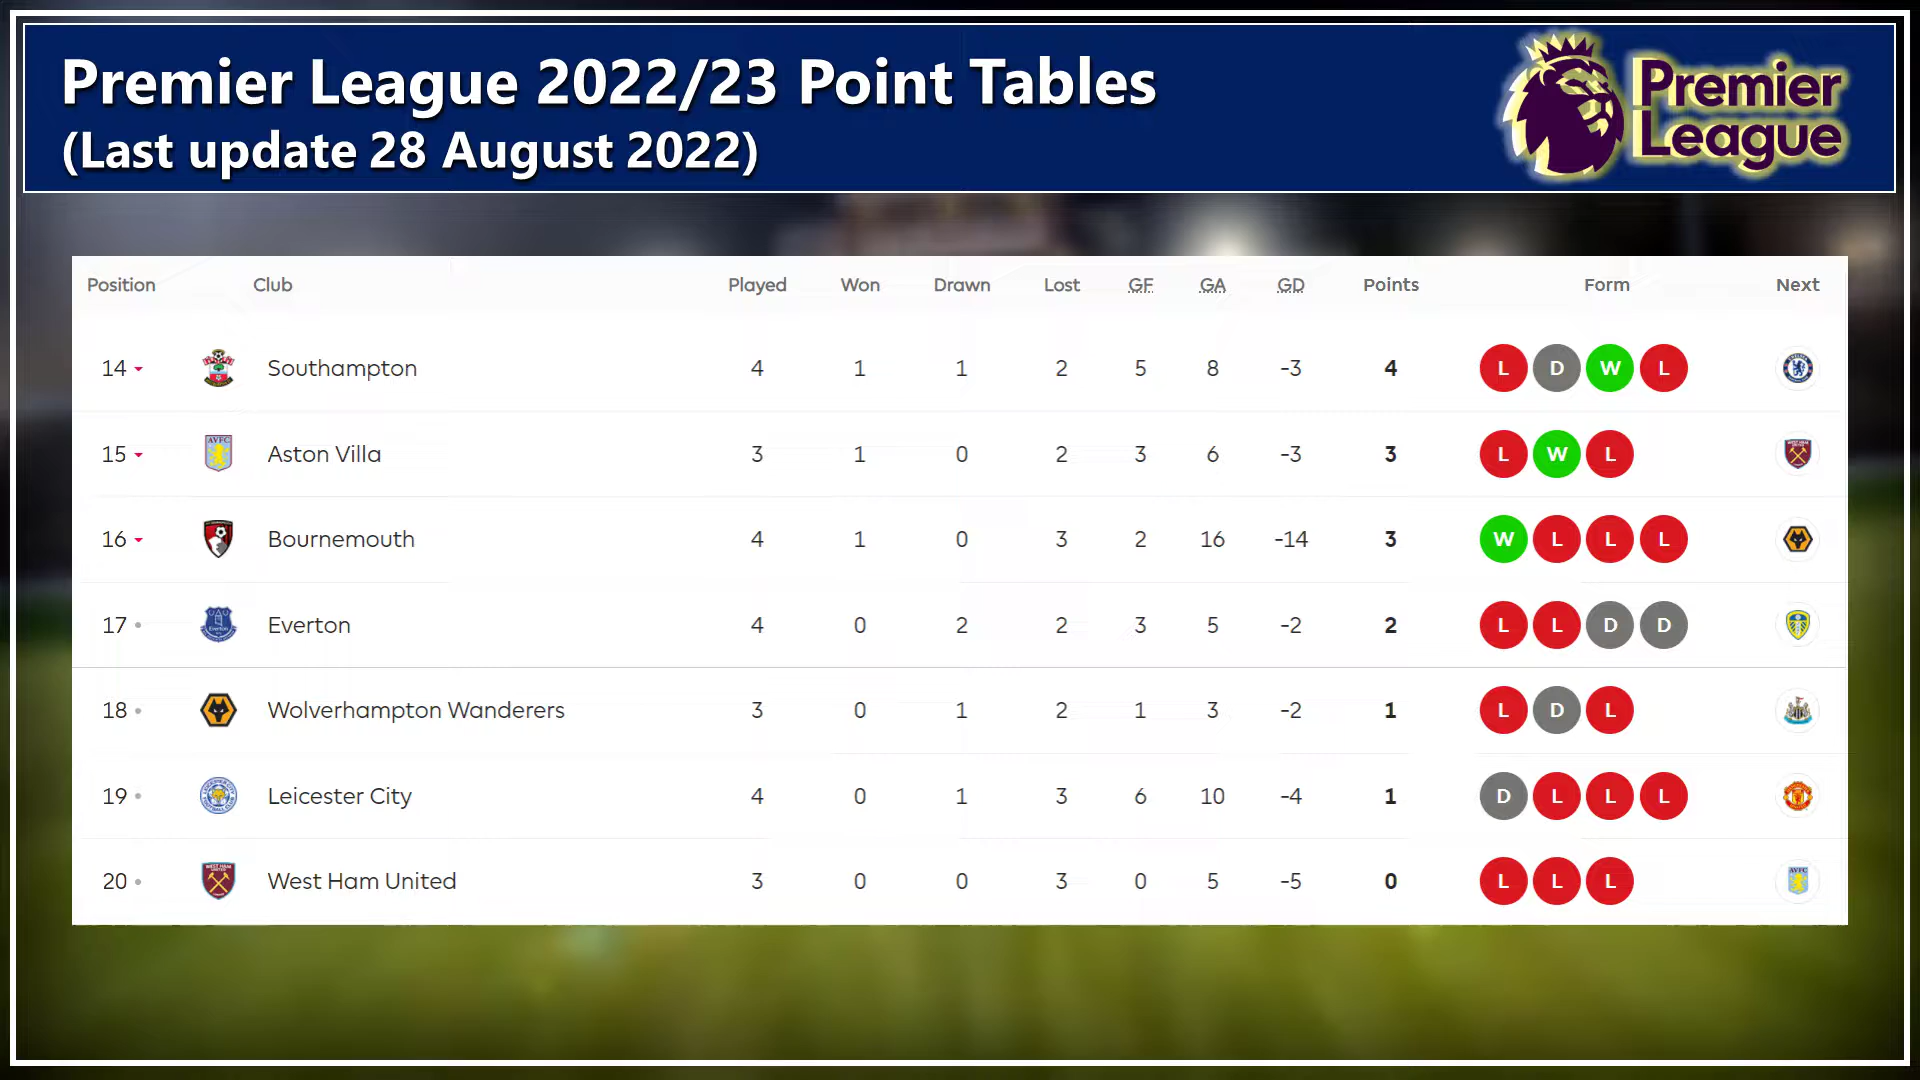 Premier League 2022/23 Point Tables
(Last update 28 August 2022)
Premier
League
Position Club Played Won Drawn Lost GF GA GD Points Form Next
14 Southampton 4 1 1 2 5 8 -3 4 L D W L
15 Aston Villa 3 1 0 2 3 6 -3 3 L W L
16 Bournemouth 4 1 0 3 2 16 -14 3 W L L L
17 Everton 4 0 2 2 3 5 -2 2 L L D D
18 Wolverhampton Wanderers 3 0 1 2 1 3 -2 1 L D L
19 Leicester City 4 0 1 3 6 10 -4 1 D L L L
20 West Ham United 3 0 0 3 0 5 -5 0 L L L